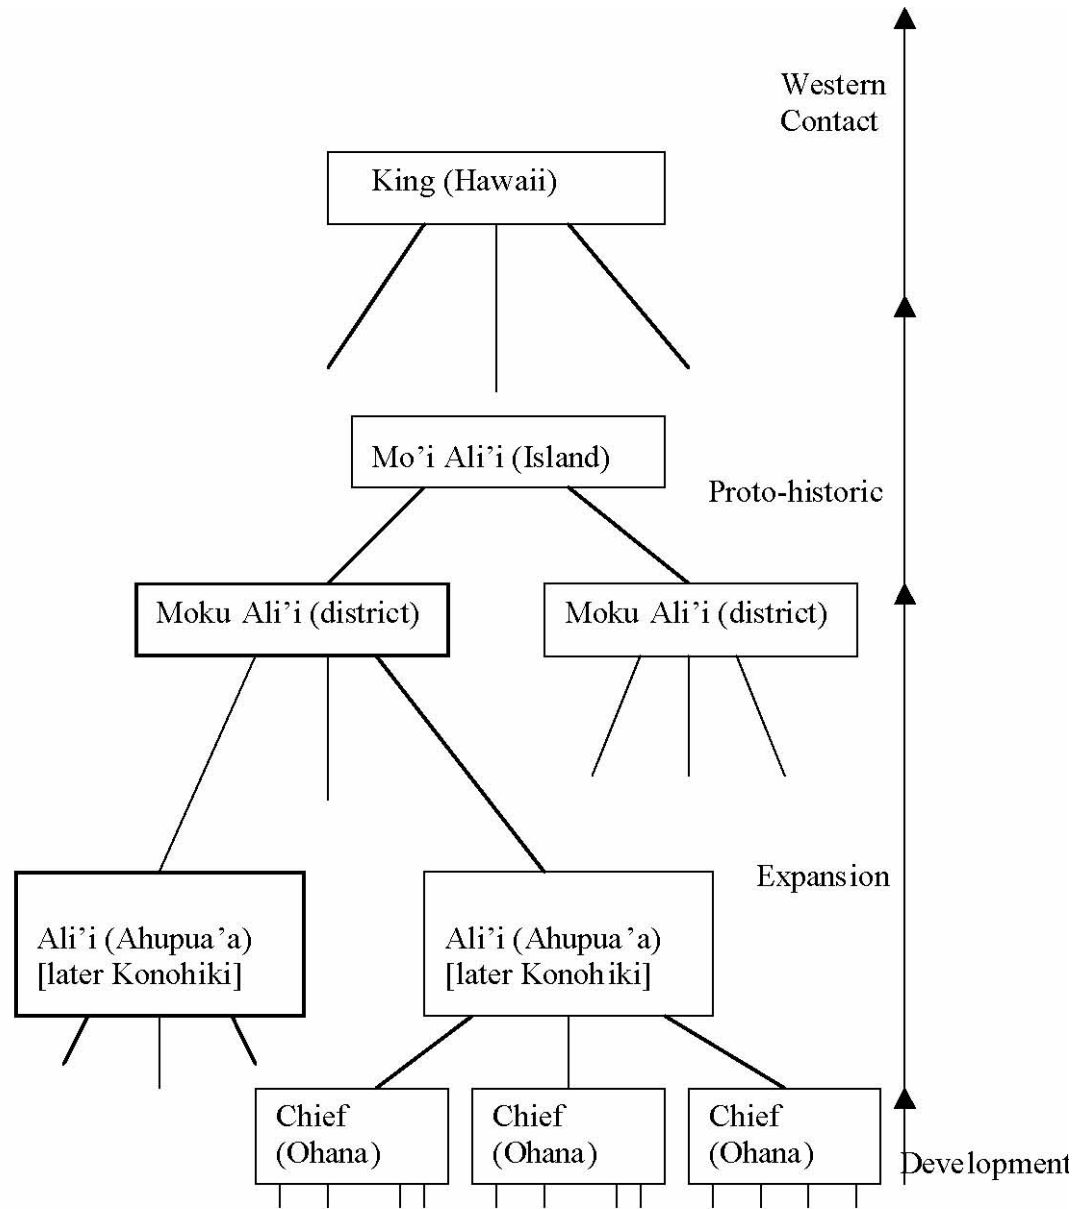 Western
Contact
King (Hawaii)
Mo’i Ali’i (Island)
Proto-historic
Moku Ali’i (district)
Moku Ali’i (district)
Expansion
Ali’i (Ahupua’a)
[later Konohiki]
Ali’i (Ahupua’a)
[later Konohiki]
Chief
(Ohana)
Chief
(Ohana)
Chief
(Ohana)
Development